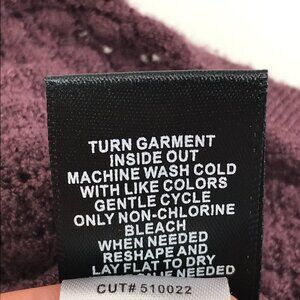 TURN GARMENT
INSIDE OUT
MACHINE WASH COLD
WITH LIKE COLORS
GENTLE CYCLE
ONLY NON-CHLORINE
BLEACH
WHEN NEEDED
RESHAPE AND
LAY FLAT TO DRY
CUT# 510022